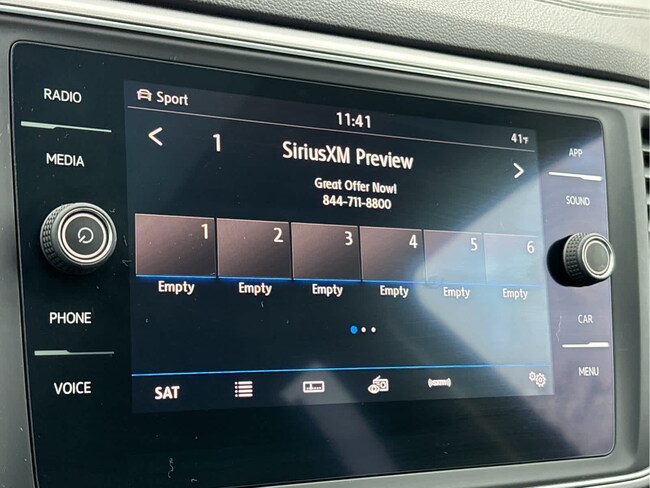 RADIO
MEDIA
PHONE
VOICE
Sport
11:41
41°F
1
SiriusXM Preview
Great Offer Now!
844-711-8800
1 2 3 4 5 6
Empty Empty Empty Empty Empty Empty
SAT
APP
SOUND
CAR
MENU